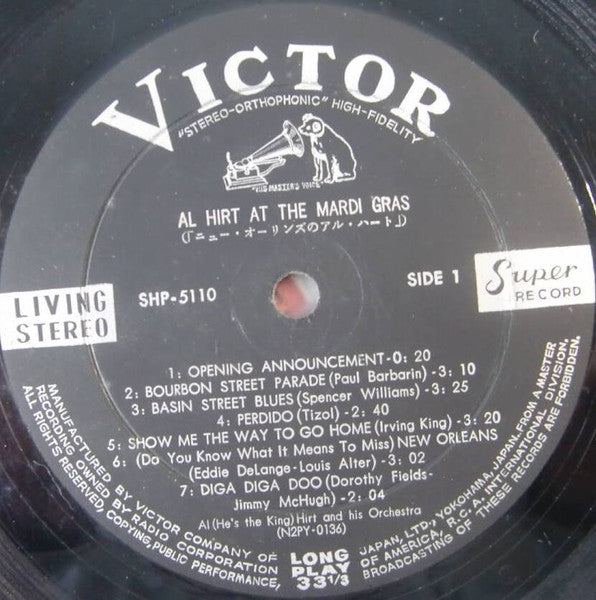 VICTOR
"STEREO-ORTHOPHONIC" HIGH-FIDELITY
"HIS MASTER'S VOICE"
AL HIRT AT THE MARDI GRAS
(「ニュー・オーリンズのアル・ハート」)
LIVING
STEREO
SHP-5110
SIDE 1
Super
RECORD
1: OPENING ANNOUNCEMENT-0: 20
2: BOURBON STREET PARADE (Paul Barbarin) - 3: 10
3: BASIN STREET BLUES (Spencer Williams) - 3: 25
4: PERDIDO (Tizol) - 2: 40
5: SHOW ME THE WAY TO GO HOME (Irving King) - 3: 20
6: (Do You Know What It Means To Miss) NEW ORLEANS
(Eddie DeLange-Louis Alter) - 3: 02
7: DIGA DIGA DOO (Dorothy Fields-
Jimmy McHugh) - 2: 04
Al (He's the King) Hirt and his Orchestra
(N2PY-0136)
LONG
PLAY
33 1/3
MANUFACTURED BY VICTOR COMPANY OF JAPAN, LTD., YOKOHAMA, JAPAN. FROM A MASTER
RECORDING OWNED BY RADIO CORPORATION OF AMERICA, R.C.A. INTERNATIONAL DIVISION.
ALL RIGHTS RESERVED, COPYING, PUBLIC PERFORMANCE, BROADCASTING OF THESE RECORDS ARE FORBIDDEN.